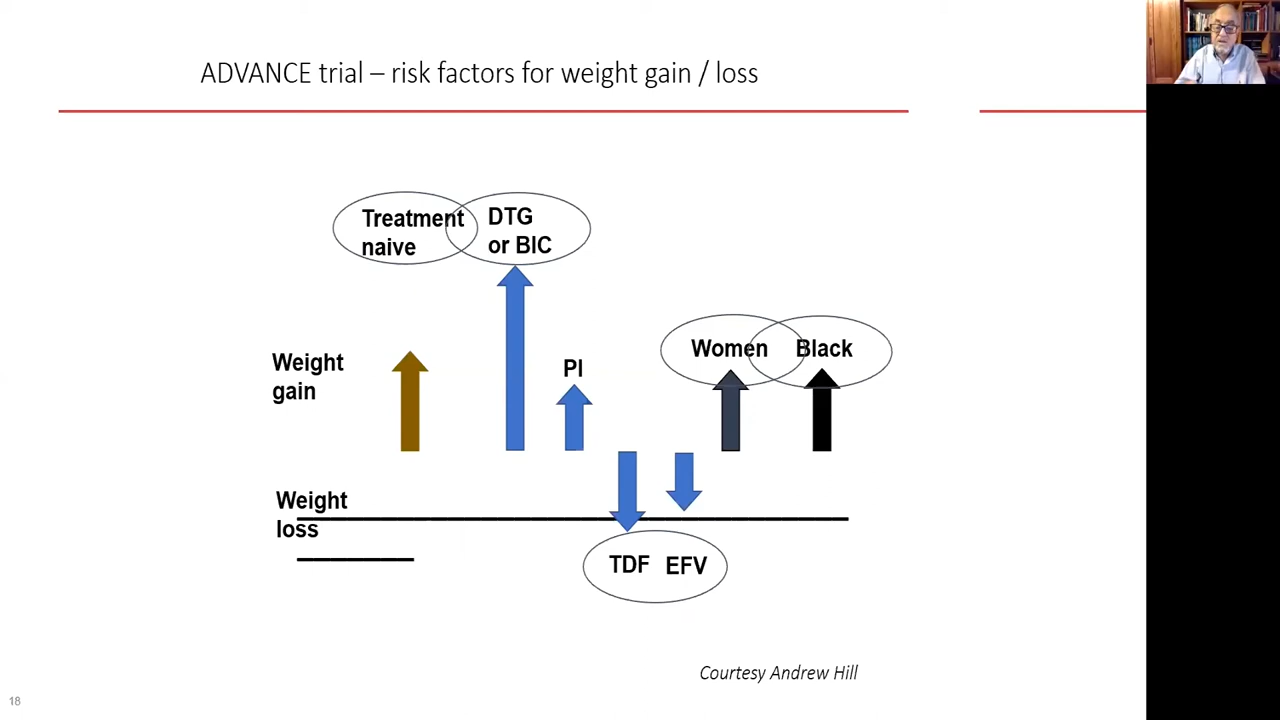 ADVANCE trial – risk factors for weight gain / loss
Treatment
naive
DTG
or BIC
Weight
gain
PI
Women
Black
Weight
loss
TDF
EFV
Courtesy Andrew Hill
18